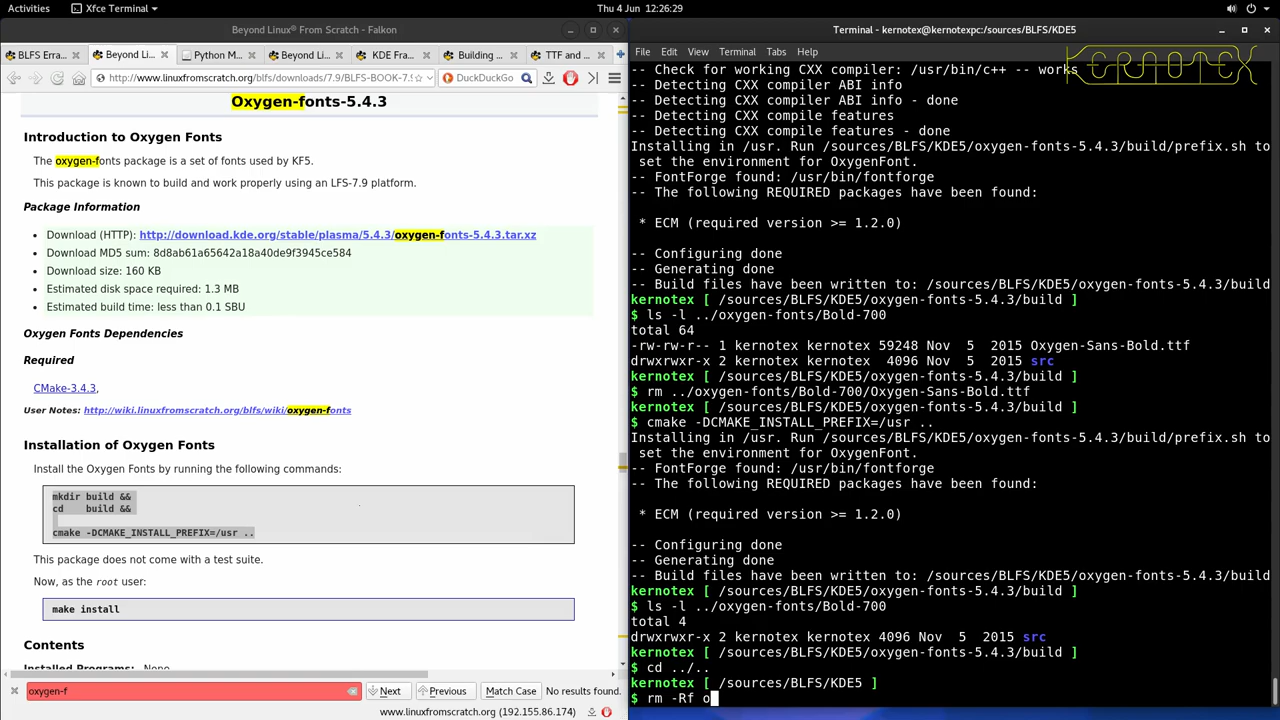 Activities
Xfce Terminal
Thu 4 Jun 12:26:29
Beyond Linux® From Scratch - Falkon
BLFS Erra...
Beyond Li...
Python M...
Beyond Li...
KDE Fra...
Building ...
TTF and ...
http://www.linuxfromscratch.org/blfs/downloads/7.9/BLFS-BOOK-7.
DuckDuckGo
Oxygen-fonts-5.4.3
Introduction to Oxygen Fonts
The oxygen-fonts package is a set of fonts used by KF5.
This package is known to build and work properly using an LFS-7.9 platform.
Package Information
Download (HTTP): http://download.kde.org/stable/plasma/5.4.3/oxygen-fonts-5.4.3.tar.xz
Download MD5 sum: 8d8ab61a65642a18a40de9f3945ce584
Download size: 160 KB
Estimated disk space required: 1.3 MB
Estimated build time: less than 0.1 SBU
Oxygen Fonts Dependencies
Required
CMake-3.4.3,
User Notes: http://wiki.linuxfromscratch.org/blfs/wiki/oxygen-fonts
Installation of Oxygen Fonts
Install the Oxygen Fonts by running the following commands:
mkdir build &&
cd    build &&
cmake -DCMAKE_INSTALL_PREFIX=/usr ..
This package does not come with a test suite.
Now, as the root user:
make install
Contents
Installed Programs: None
oxygen-f
Next
Previous
Match Case
No results found.
www.linuxfromscratch.org (192.155.86.174)
Terminal - kernotex@kernotexpc:/sources/BLFS/KDE5
File Edit View Terminal Tabs Help
KERNOTEX
-- Check for working CXX compiler: /usr/bin/c++ -- works
-- Detecting CXX compiler ABI info
-- Detecting CXX compiler ABI info - done
-- Detecting CXX compile features
-- Detecting CXX compile features - done
Installing in /usr. Run /sources/BLFS/KDE5/oxygen-fonts-5.4.3/build/prefix.sh to
 set the environment for OxygenFont.
-- FontForge found: /usr/bin/fontforge
-- The following REQUIRED packages have been found:
 * ECM (required version >= 1.2.0)
-- Configuring done
-- Generating done
-- Build files have been written to: /sources/BLFS/KDE5/oxygen-fonts-5.4.3/build
kernotex [ /sources/BLFS/KDE5/oxygen-fonts-5.4.3/build ]
$ ls -l ../oxygen-fonts/Bold-700
total 64
-rw-rw-r-- 1 kernotex kernotex 59248 Nov  5  2015 Oxygen-Sans-Bold.ttf
drwxrwxr-x 2 kernotex kernotex  4096 Nov  5  2015 src
kernotex [ /sources/BLFS/KDE5/oxygen-fonts-5.4.3/build ]
$ rm ../oxygen-fonts/Bold-700/Oxygen-Sans-Bold.ttf
kernotex [ /sources/BLFS/KDE5/oxygen-fonts-5.4.3/build ]
$ cmake -DCMAKE_INSTALL_PREFIX=/usr ..
Installing in /usr. Run /sources/BLFS/KDE5/oxygen-fonts-5.4.3/build/prefix.sh to
 set the environment for OxygenFont.
-- FontForge found: /usr/bin/fontforge
-- The following REQUIRED packages have been found:
 * ECM (required version >= 1.2.0)
-- Configuring done
-- Generating done
-- Build files have been written to: /sources/BLFS/KDE5/oxygen-fonts-5.4.3/build
kernotex [ /sources/BLFS/KDE5/oxygen-fonts-5.4.3/build ]
$ ls -l ../oxygen-fonts/Bold-700
total 4
drwxrwxr-x 2 kernotex kernotex 4096 Nov  5  2015 src
kernotex [ /sources/BLFS/KDE5/oxygen-fonts-5.4.3/build ]
$ cd ../..
kernotex [ /sources/BLFS/KDE5 ]
$ rm -Rf o